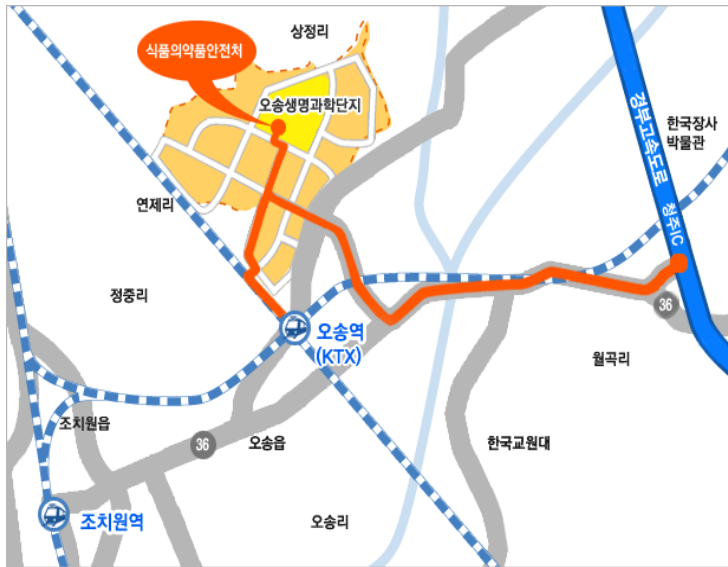 상정리
식품의약품안전처
오송생명과학단지
경부고속도로
한국장사
박물관
연제리
청주IC
정중리
36
오송역
(KTX)
월곡리
조치원읍
36
오송읍
한국교원대
조치원역
오송리